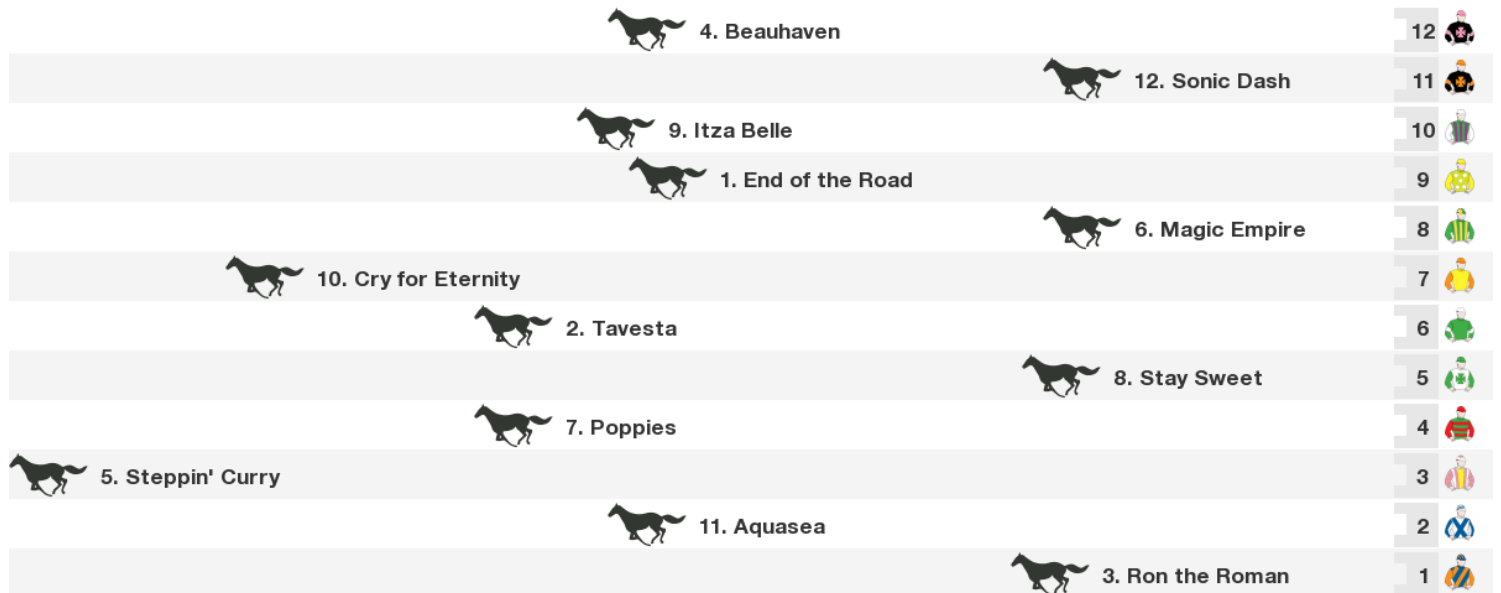 4. Beauhaven 12
12. Sonic Dash 11
9. Itza Belle 10
1. End of the Road 9
6. Magic Empire 8
10. Cry for Eternity 7
2. Tavesta 6
8. Stay Sweet 5
7. Poppies 4
5. Steppin' Curry 3
11. Aquasea 2
3. Ron the Roman 1